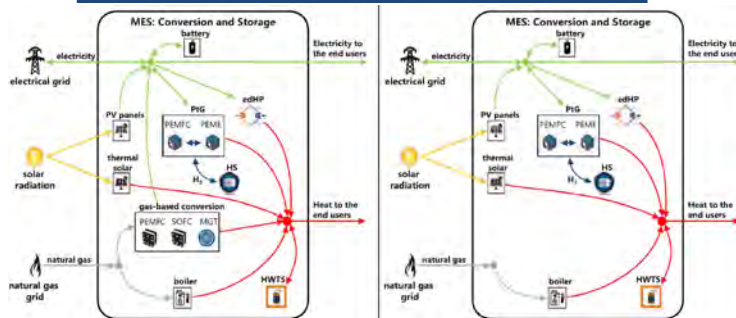 MES: Conversion and Storage
battery
electricity
Electricity to
the end users
electrical grid
edHP
PV panels
PtG
PEMFC PEME
thermal
solar
H₂
HS
solar
radiation
gas-based conversion
PEMFC SOFC MGT
Heat to the
end users
natural gas
natural gas
grid
boiler
HWTS
MES: Conversion and Storage
battery
electricity
Electricity to
the end users
electrical grid
edHP
PV panels
PtG
PEMFC PEME
thermal
solar
H₂
HS
solar
radiation
Heat to the
end users
natural gas
natural gas
grid
boiler
HWTS